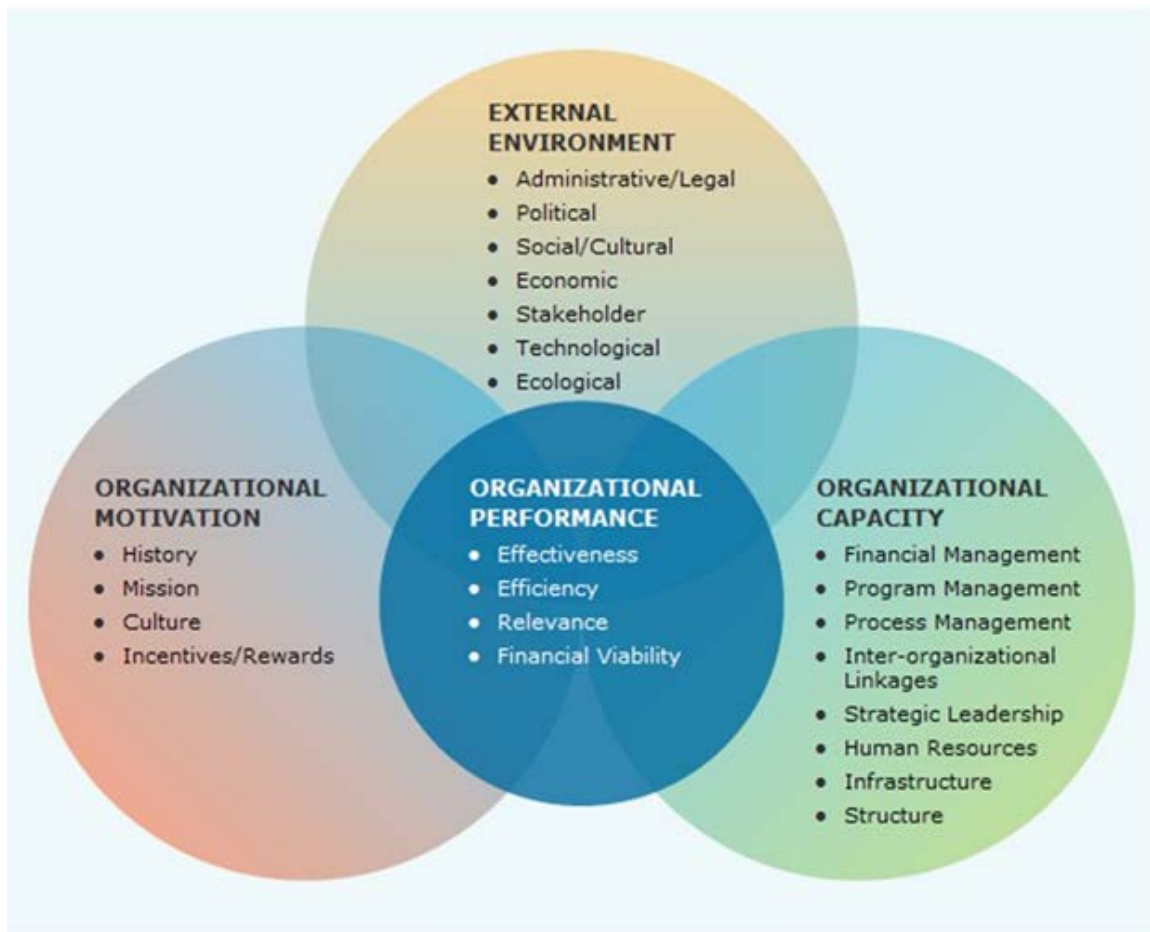 EXTERNAL
ENVIRONMENT
• Administrative/Legal
• Political
• Social/Cultural
• Economic
• Stakeholder
• Technological
• Ecological
ORGANIZATIONAL
MOTIVATION
• History
• Mission
• Culture
• Incentives/Rewards
ORGANIZATIONAL
PERFORMANCE
• Effectiveness
• Efficiency
• Relevance
• Financial Viability
ORGANIZATIONAL
CAPACITY
• Financial Management
• Program Management
• Process Management
• Inter-organizational
Linkages
• Strategic Leadership
• Human Resources
• Infrastructure
• Structure